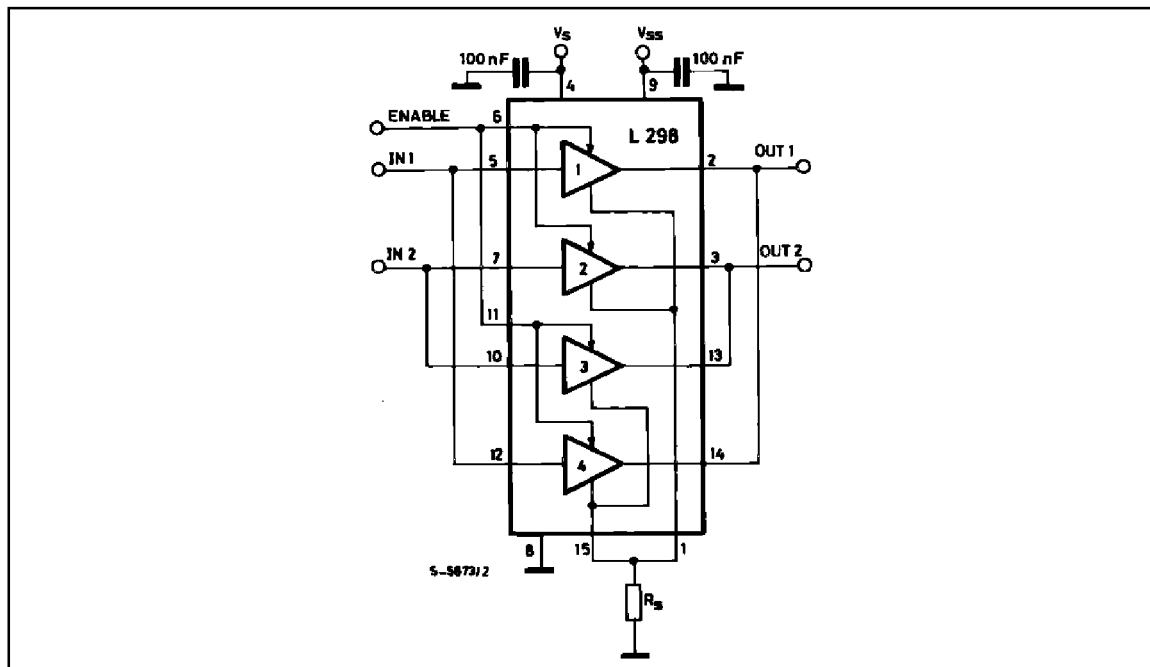 VS VSS
100 nF 100 nF
4 9
ENABLE 6 L 298
IN 1 5 1 2 OUT 1
IN 2 7 2 3 OUT 2
11
10 3 13
12 4 14
8 15 1
S-5873/2
RS